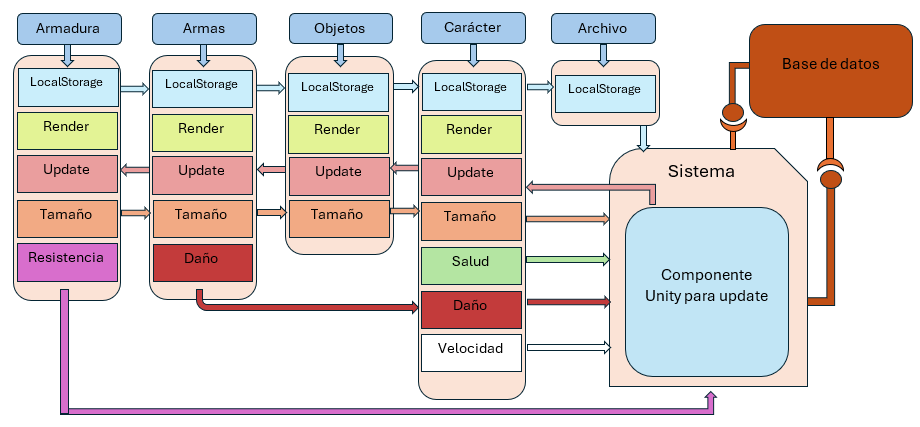 Armadura
Armas
Objetos
Carácter
Archivo
Base de datos
LocalStorage
LocalStorage
LocalStorage
LocalStorage
LocalStorage
Render
Render
Render
Render
Update
Update
Update
Update
Sistema
Tamaño
Tamaño
Tamaño
Tamaño
Resistencia
Daño
Salud
Componente
Unity para update
Daño
Velocidad